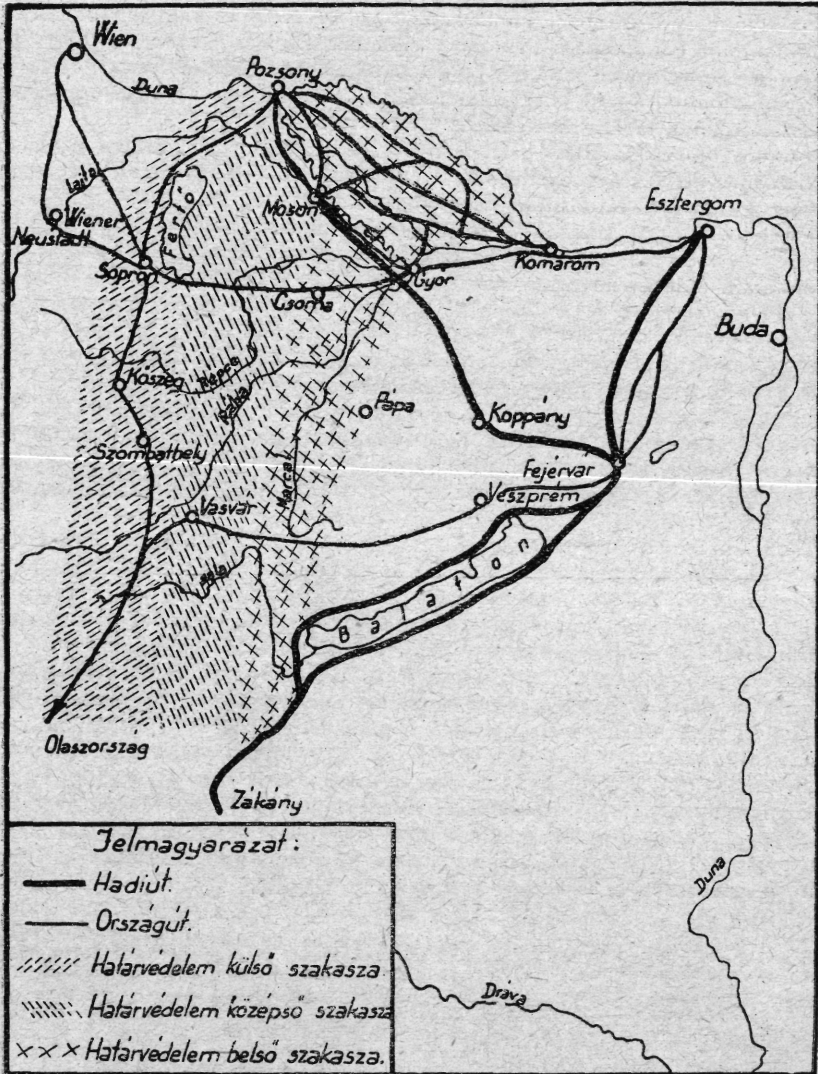 Wien
Pozsony
Duna
Lajta
Fertő
Moson
Wiener
Neustadt
Esztergom
Sopron
Komárom
Győr
Csorna
Buda
Kőszeg
Répce
Rába
Pápa
Koppány
Szombathely
Marcal
Fejérvár
Veszprém
Vasvár
Zala
Balaton
Olaszország
Zákány
Duna
Dráva
Jelmagyarázat:
Hadiút.
Országút.
Határvédelem külső szakasza
Határvédelem középső szakasza
Határvédelem belső szakasza.